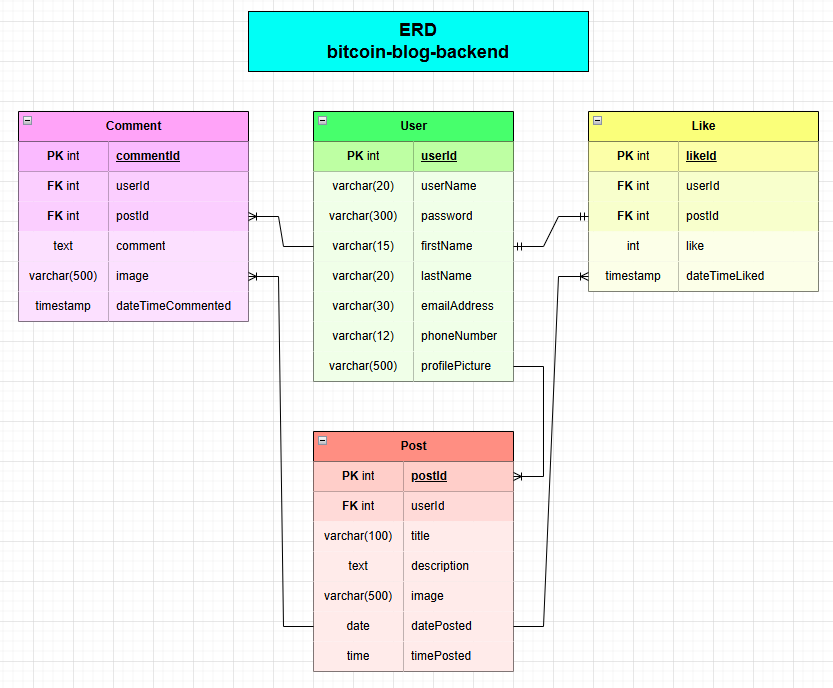 ERD
bitcoin-blog-backend
Comment
PK int commentId
FK int userId
FK int postId
text comment
varchar(500) image
timestamp dateTimeCommented
User
PK int userId
varchar(20) userName
varchar(300) password
varchar(15) firstName
varchar(20) lastName
varchar(30) emailAddress
varchar(12) phoneNumber
varchar(500) profilePicture
Like
PK int likeId
FK int userId
FK int postId
int like
timestamp dateTimeLiked
Post
PK int postId
FK int userId
varchar(100) title
text description
varchar(500) image
date datePosted
time timePosted